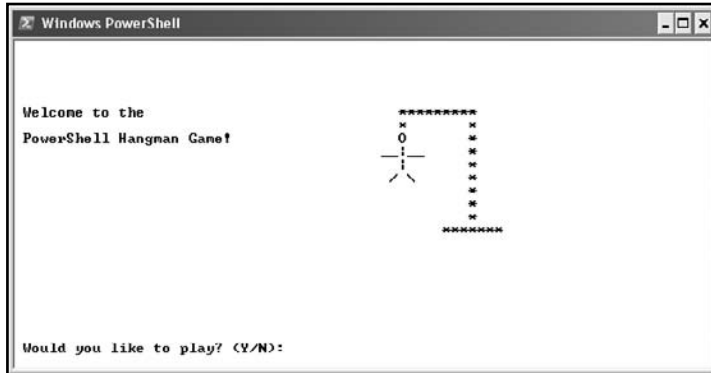 Windows PowerShell
Welcome to the
PowerShell Hangman Game!
Would you like to play? (Y/N):